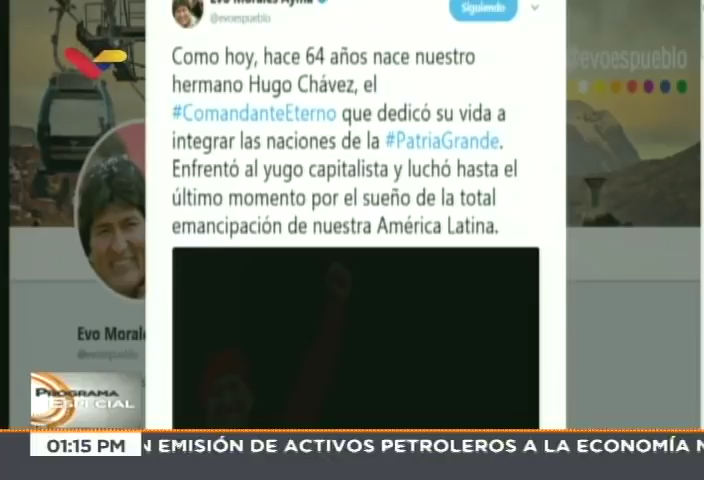 Evo Morales Ayma
@evoespueblo
Siguiendo
Como hoy, hace 64 años nace nuestro
hermano Hugo Chávez, el
#ComandanteEterno que dedicó su vida a
integrar las naciones de la #PatriaGrande.
Enfrentó al yugo capitalista y luchó hasta el
último momento por el sueño de la total
emancipación de nuestra América Latina.
#evoespueblo
Evo Moral
@evoespueblo
PROGRAMA
ESPECIAL
01:15 PM
N EMISIÓN DE ACTIVOS PETROLEROS A LA ECONOMÍA N